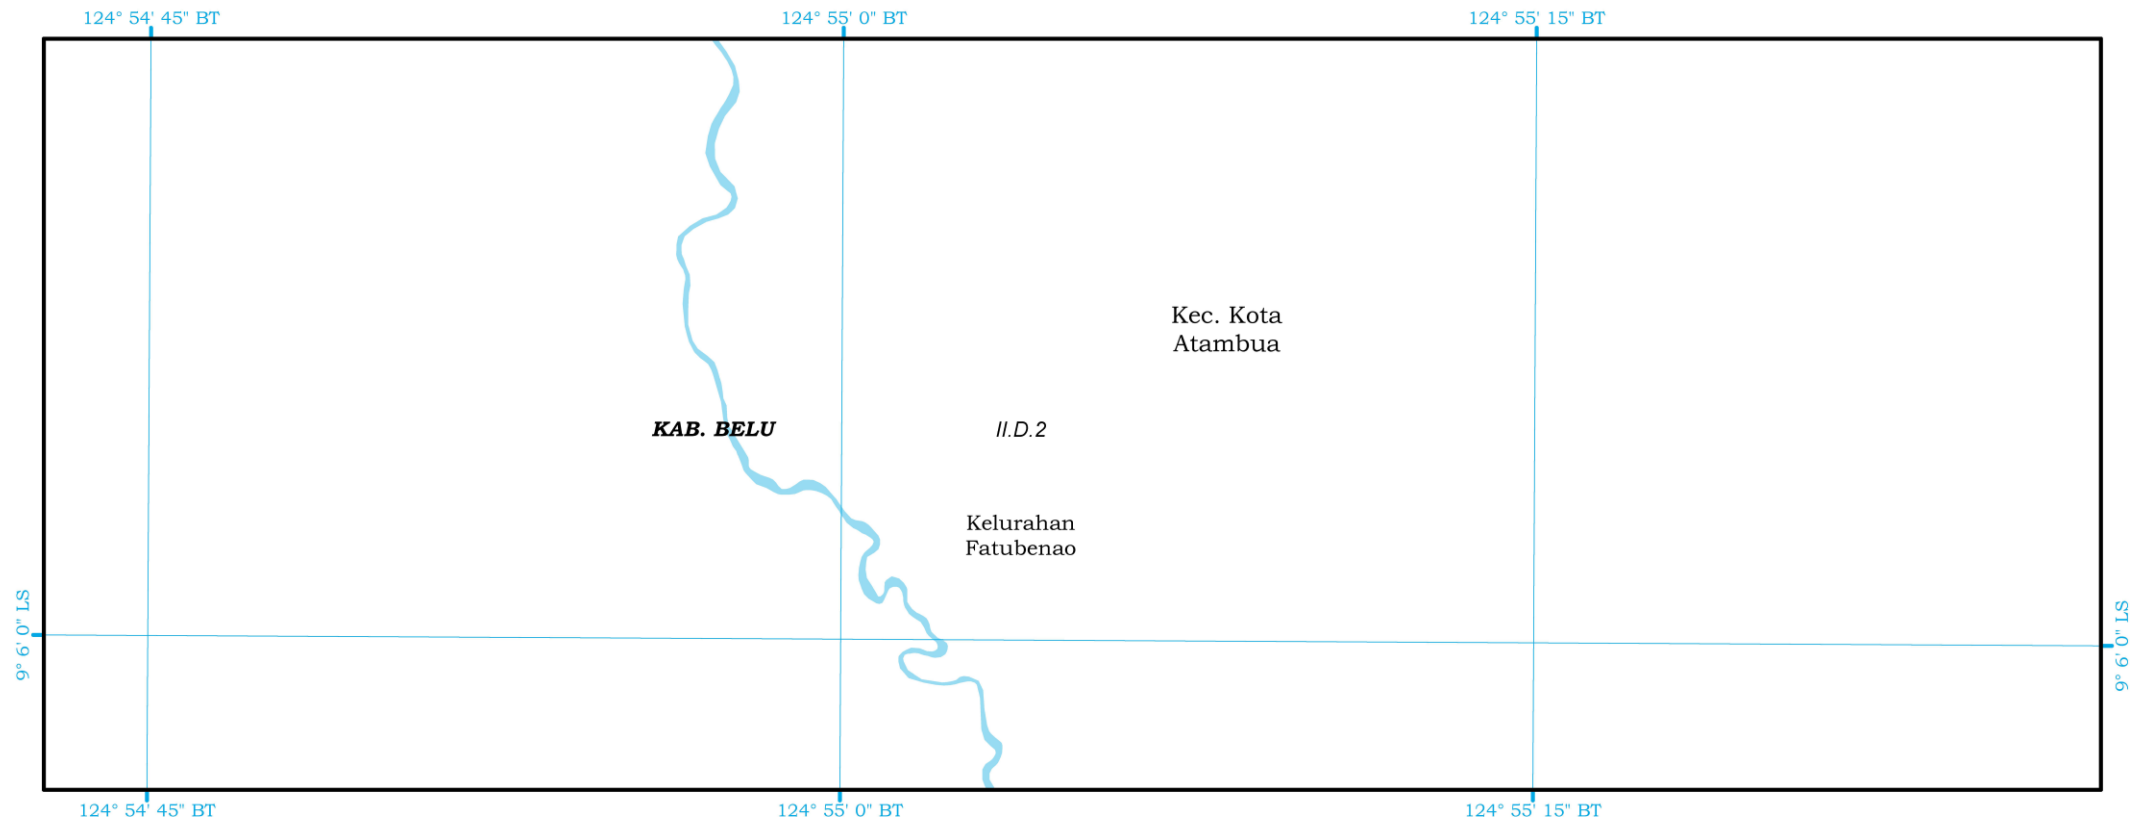 124° 54' 45" BT
124° 55' 0" BT
124° 55' 15" BT
Kec. Kota
Atambua
KAB. BELU
II.D.2
Kelurahan
Fatubenao
9° 6' 0" LS
9° 6' 0" LS
124° 54' 45" BT
124° 55' 0" BT
124° 55' 15" BT